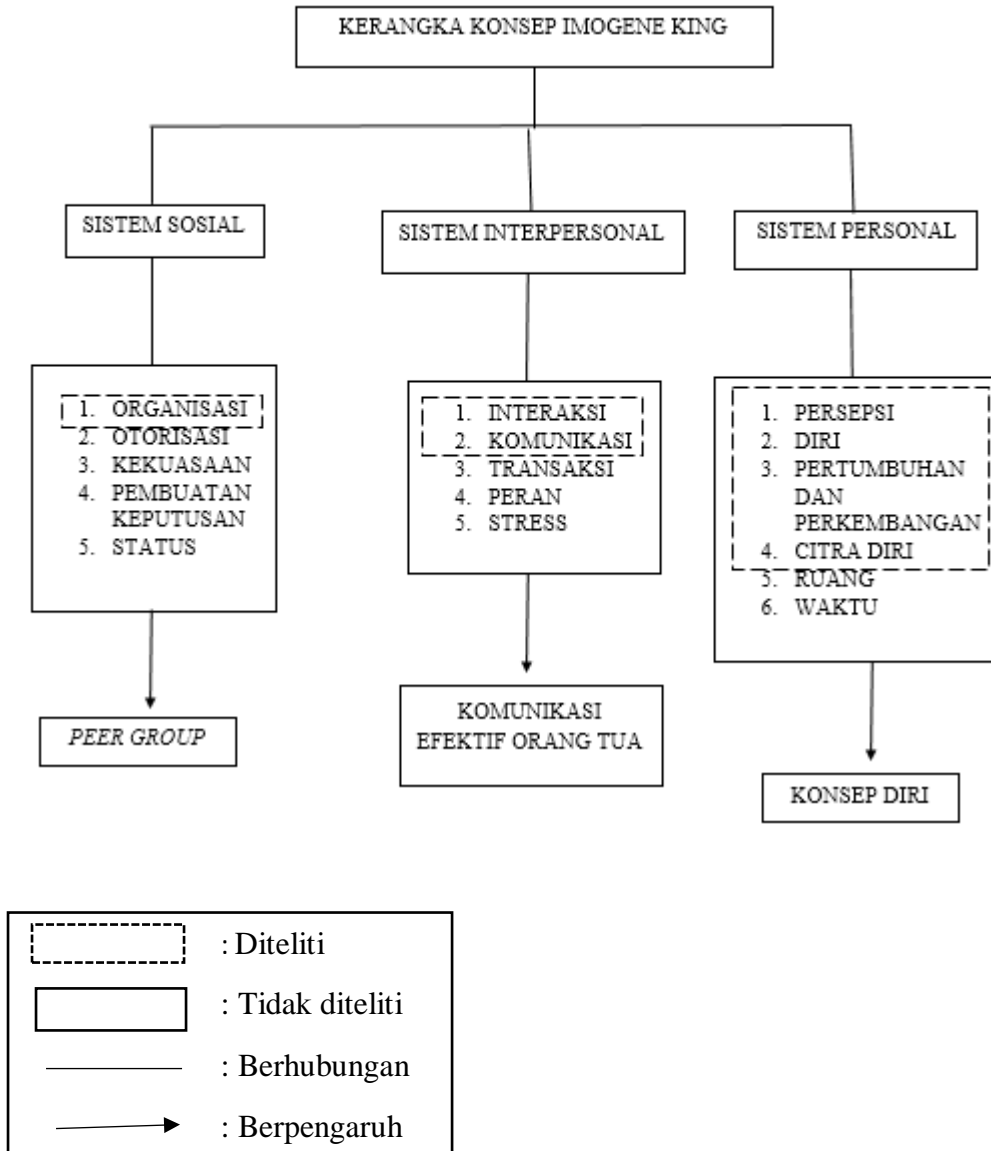 KERANGKA KONSEP IMOGENE KING
SISTEM SOSIAL
SISTEM INTERPERSONAL
SISTEM PERSONAL
1. ORGANISASI
2. OTORISASI
3. KEKUASAAN
4. PEMBUATAN
KEPUTUSAN
5. STATUS
1. INTERAKSI
2. KOMUNIKASI
3. TRANSAKSI
4. PERAN
5. STRESS
1. PERSEPSI
2. DIRI
3. PERTUMBUHAN
DAN
PERKEMBANGAN
4. CITRA DIRI
5. RUANG
6. WAKTU
PEER GROUP
KOMUNIKASI
EFEKTIF ORANG TUA
KONSEP DIRI
: Diteliti
: Tidak diteliti
: Berhubungan
: Berpengaruh